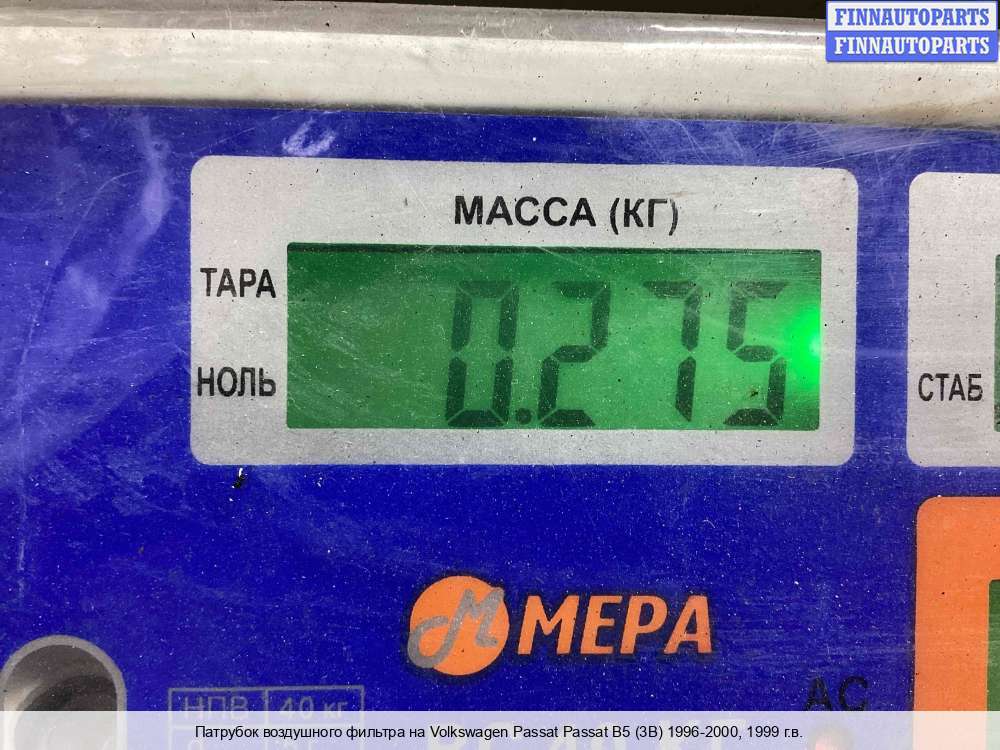 FINNAUTOPARTS
FINNAUTOPARTS
МАССА (КГ)
ТАРА
0.275
НОЛЬ
СТАБ
М МЕРА
АС
НПВ 40 кг
Патрубок воздушного фильтра на Volkswagen Passat Passat B5 (3B) 1996-2000, 1999 г.в.